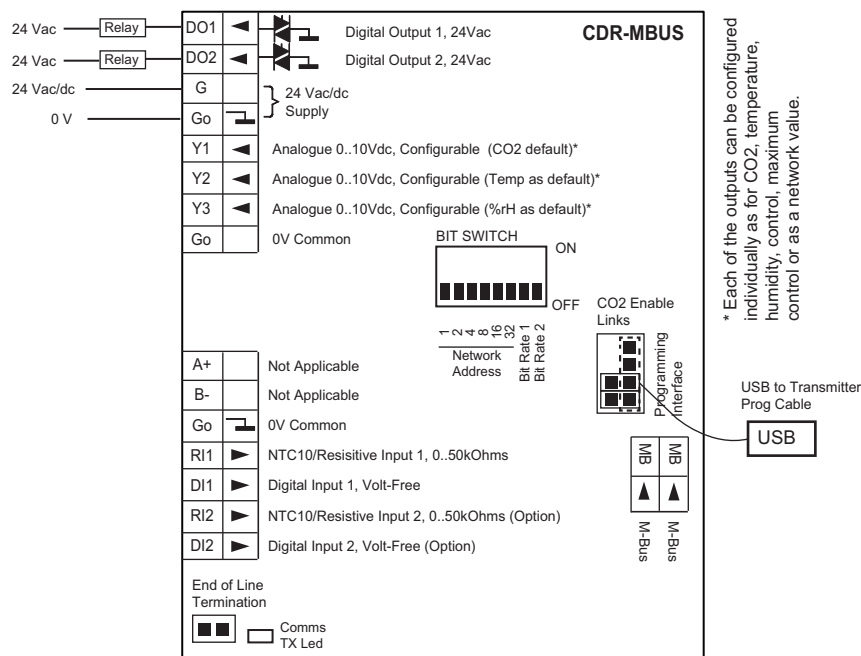 CDR-MBUS
24 Vac
Relay
DO1
Digital Output 1, 24Vac
24 Vac
Relay
DO2
Digital Output 2, 24Vac
24 Vac/dc
G
24 Vac/dc
Supply
0 V
Go
Y1
Analogue 0..10Vdc, Configurable (CO2 default)*
Y2
Analogue 0..10Vdc, Configurable (Temp as default)*
Y3
Analogue 0..10Vdc, Configurable (%rH as default)*
Go
0V Common
BIT SWITCH
ON
OFF
1
2
4
8
16
32
Bit Rate 1
Bit Rate 2
Network
Address
CO2 Enable
Links
Programming
Interface
* Each of the outputs can be configured
individually as for CO2, temperature,
humidity, control, maximum
control or as a network value.
USB to Transmitter
Prog Cable
USB
A+
Not Applicable
B-
Not Applicable
Go
0V Common
RI1
NTC10/Resisitive Input 1, 0..50kOhms
DI1
Digital Input 1, Volt-Free
RI2
NTC10/Resistive Input 2, 0..50kOhms (Option)
DI2
Digital Input 2, Volt-Free (Option)
MB
MB
M-Bus
M-Bus
End of Line
Termination
Comms
TX Led